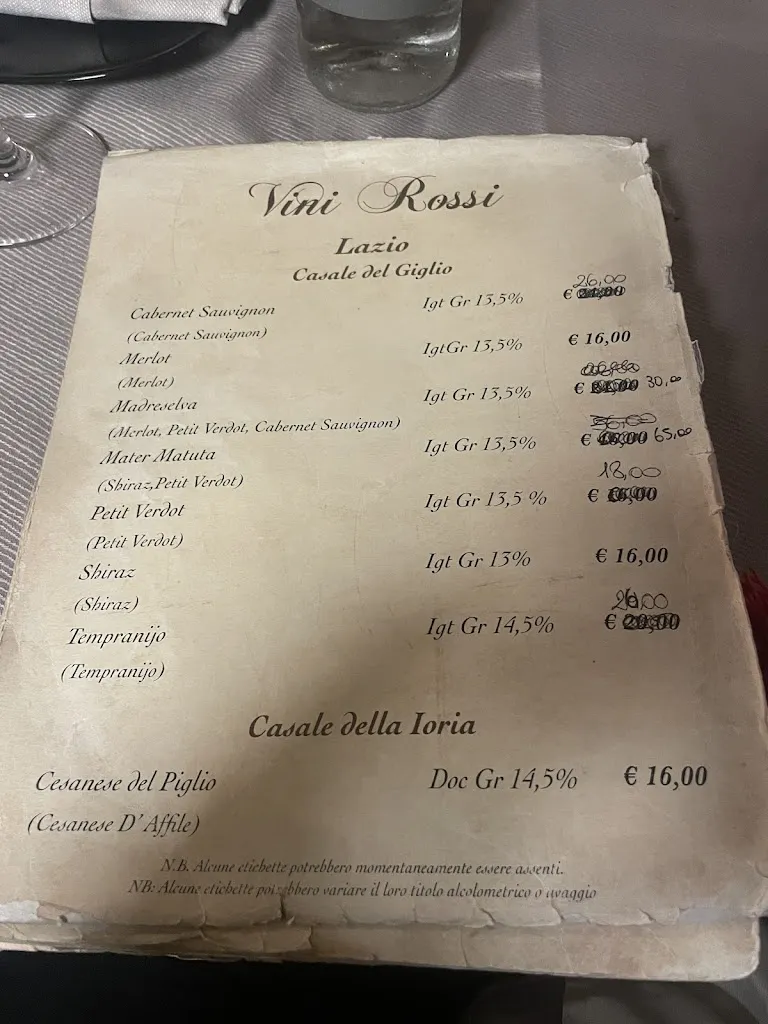 Vini Rossi
Lazio
Casale del Giglio
Cabernet Sauvignon Igt Gr 13,5% € 26,00
(Cabernet Sauvignon)
Merlot IgtGr 13,5% € 16,00
(Merlot)
Madreselva Igt Gr 13,5% € 30,00
(Merlot, Petit Verdot, Cabernet Sauvignon)
Mater Matuta Igt Gr 13,5% € 65,00
(Shiraz,Petit Verdot)
Petit Verdot Igt Gr 13,5 % € 18,00
(Petit Verdot)
Shiraz Igt Gr 13% € 16,00
(Shiraz)
Tempranijo Igt Gr 14,5% € 26,00
(Tempranijo)
Casale della Ioria
Cesanese del Piglio Doc Gr 14,5% € 16,00
(Cesanese D' Affile)
N.B. Alcune etichette potrebbero momentaneamente essere assenti.
NB: Alcune etichette potrebbero variare il loro titolo alcolometrico o uvaggio